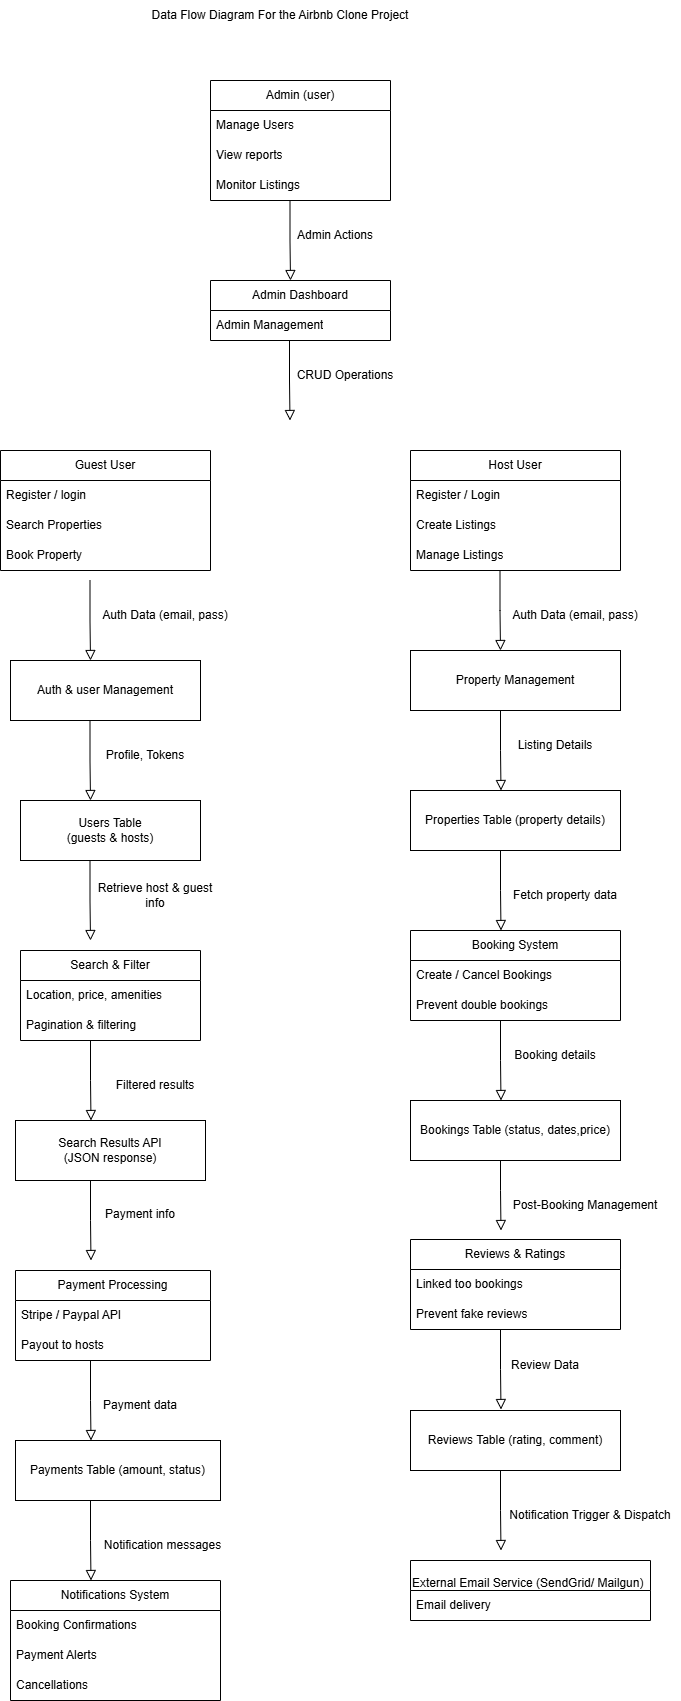 Data Flow Diagram For the Airbnb Clone Project
Admin (user)
Manage Users
View reports
Monitor Listings
Admin Actions
Admin Dashboard
Admin Management
CRUD Operations
Guest User
Register / login
Search Properties
Book Property
Auth Data (email, pass)
Auth & user Management
Profile, Tokens
Users Table
(guests & hosts)
Retrieve host & guest
info
Search & Filter
Location, price, amenities
Pagination & filtering
Filtered results
Search Results API
(JSON response)
Payment info
Payment Processing
Stripe / Paypal API
Payout to hosts
Payment data
Payments Table (amount, status)
Notification messages
Notifications System
Booking Confirmations
Payment Alerts
Cancellations
Host User
Register / Login
Create Listings
Manage Listings
Auth Data (email, pass)
Property Management
Listing Details
Properties Table (property details)
Fetch property data
Booking System
Create / Cancel Bookings
Prevent double bookings
Booking details
Bookings Table (status, dates,price)
Post-Booking Management
Reviews & Ratings
Linked too bookings
Prevent fake reviews
Review Data
Reviews Table (rating, comment)
Notification Trigger & Dispatch
External Email Service (SendGrid/ Mailgun)
Email delivery